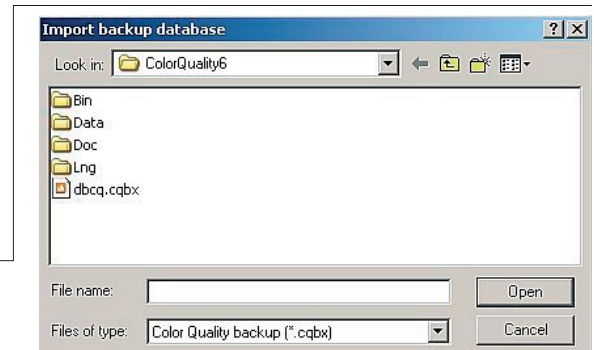 Import backup database
Look in: ColorQuality6
Bin
Data
Doc
Lng
dbcq.cqbx
File name:
Open
Files of type: Color Quality backup (*.cqbx)
Cancel